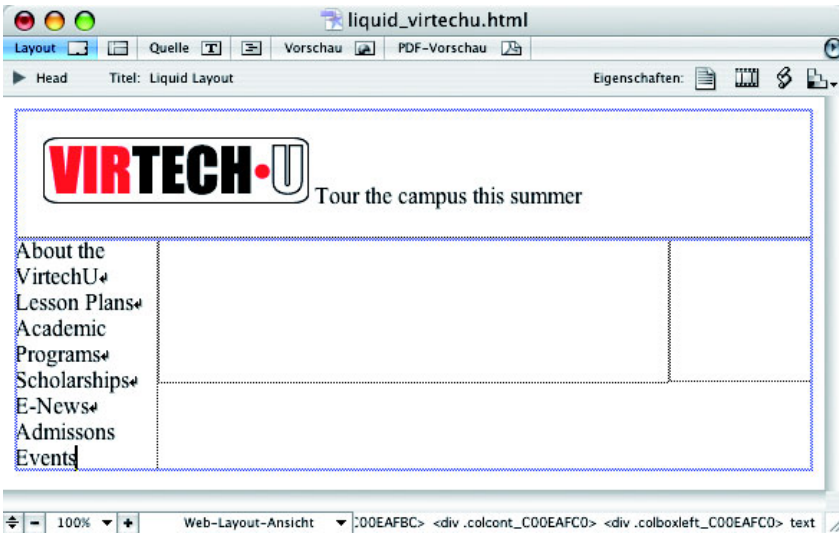 liquid_virtechu.html
Layout Quelle Vorschau PDF-Vorschau
Head Titel: Liquid Layout Eigenschaften:
VIRTECH•U Tour the campus this summer
About the
VirtechU
Lesson Plans
Academic
Programs
Scholarships
E-News
Admissons
Events
100% Web-Layout-Ansicht C00EAFBC> <div .colcont_C00EAFC0> <div .colboxleft_C00EAFC0> text